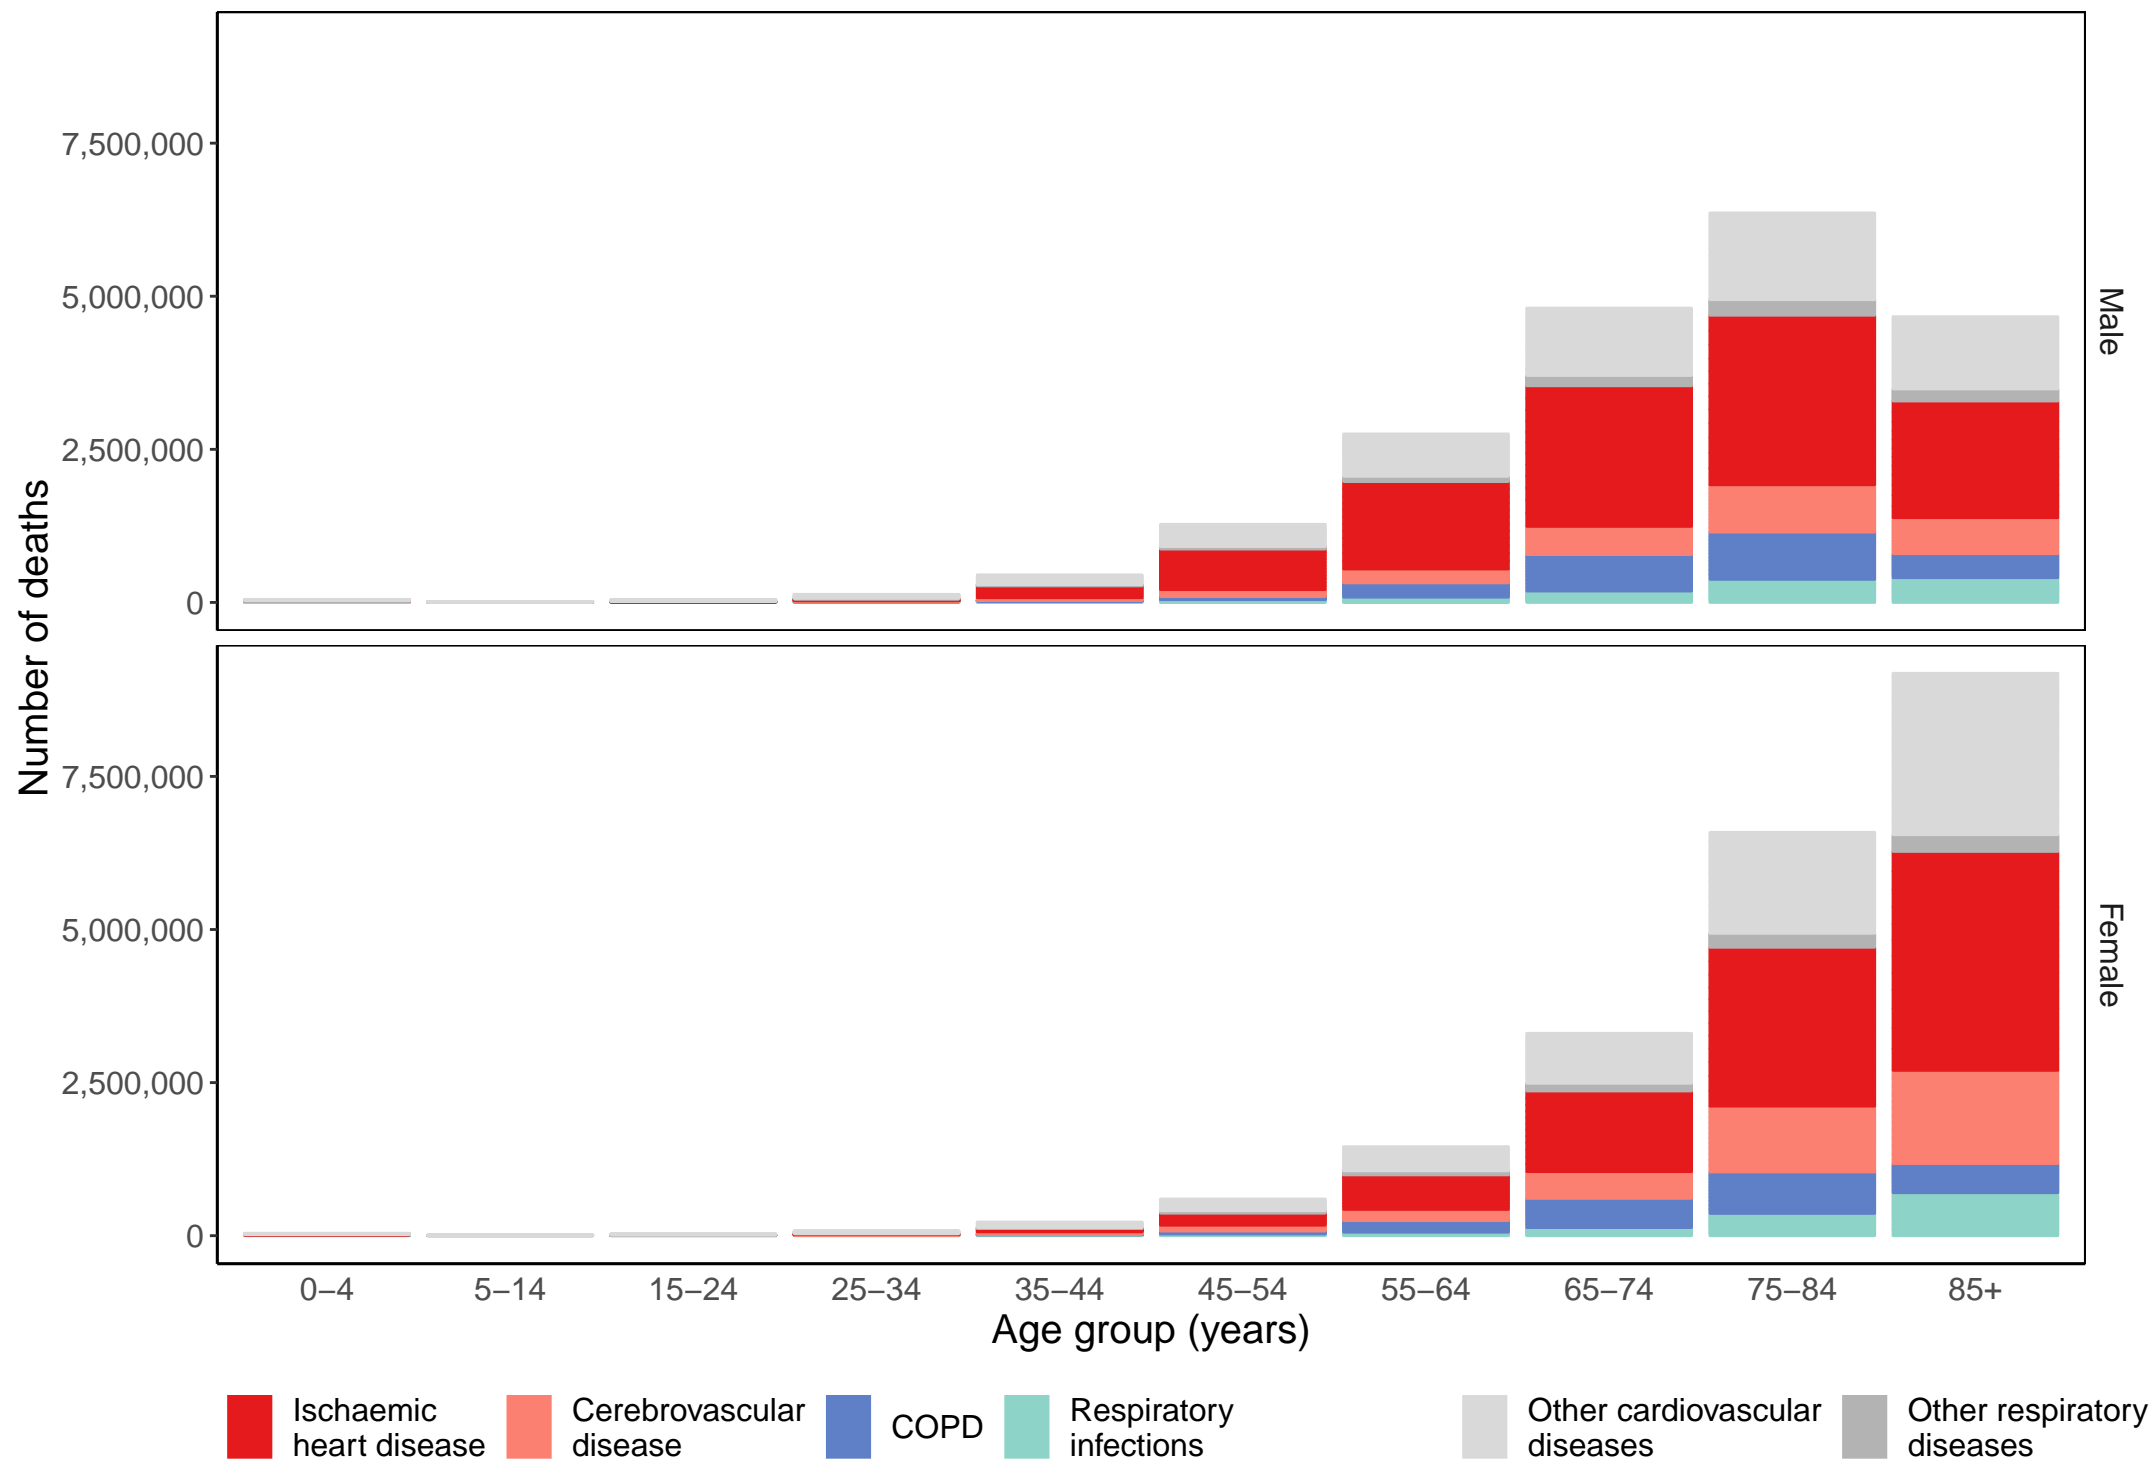 Number of deaths
7,500,000
5,000,000
2,500,000
0
Male
7,500,000
5,000,000
2,500,000
0
Female
0–4 5–14 15–24 25–34 35–44 45–54 55–64 65–74 75–84 85+
Age group (years)
Ischaemic
heart disease
Cerebrovascular
disease
COPD
Respiratory
infections
Other cardiovascular
diseases
Other respiratory
diseases